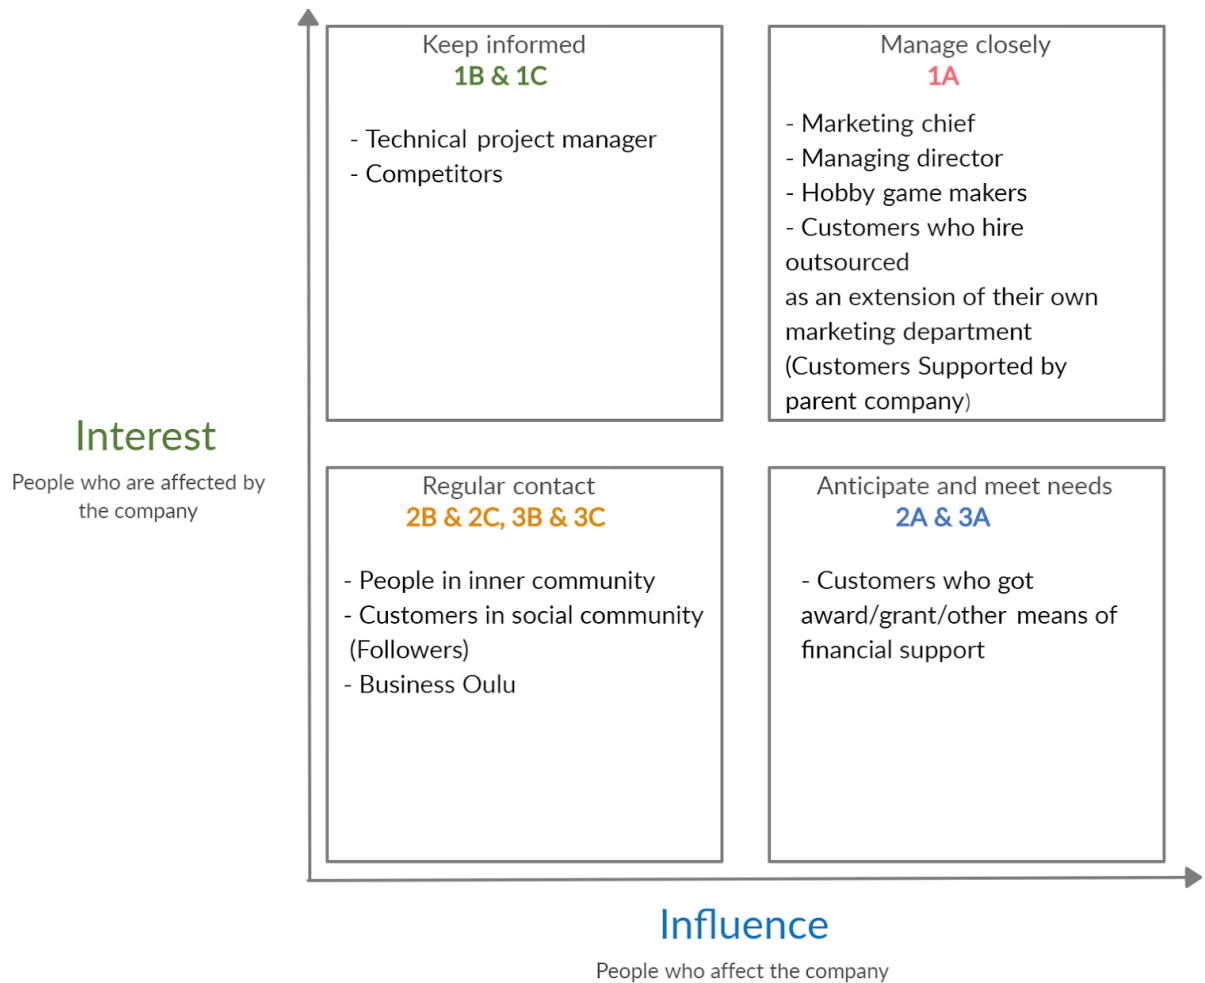 Keep informed
1B & 1C
- Technical project manager
- Competitors
Manage closely
1A
- Marketing chief
- Managing director
- Hobby game makers
- Customers who hire
outsourced
as an extension of their own
marketing department
(Customers Supported by
parent company)
Interest
People who are affected by
the company
Regular contact
2B & 2C, 3B & 3C
- People in inner community
- Customers in social community
(Followers)
- Business Oulu
Anticipate and meet needs
2A & 3A
- Customers who got
award/grant/other means of
financial support
Influence
People who affect the company